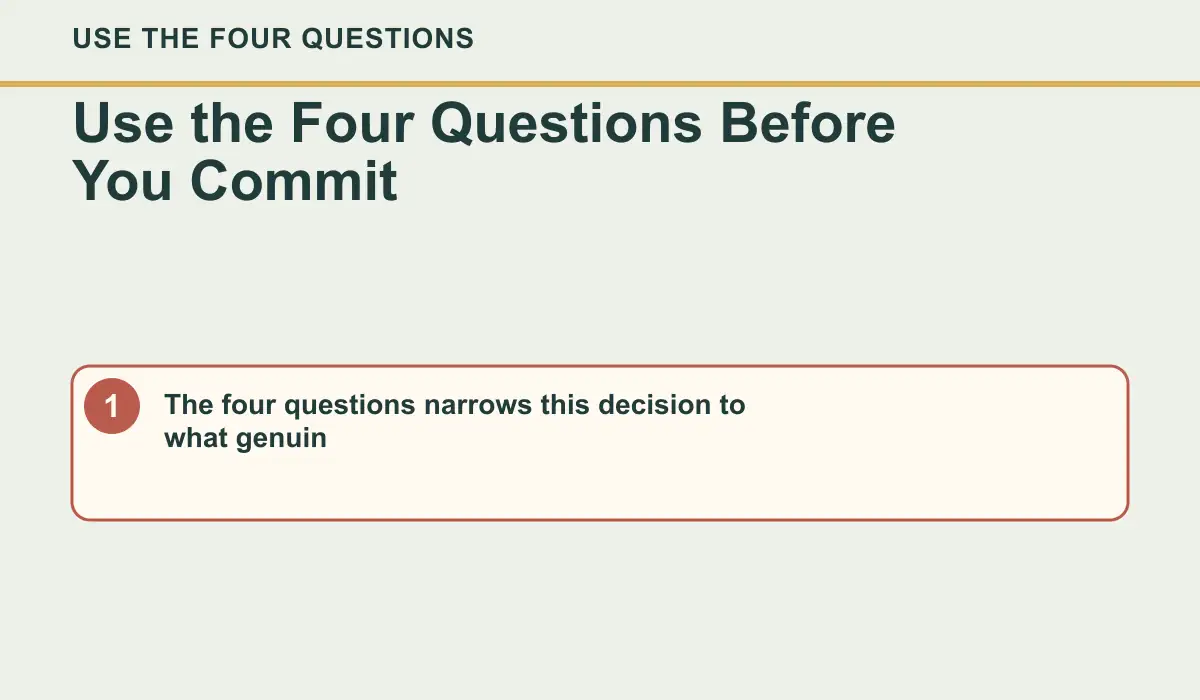 USE THE FOUR QUESTIONS
Use the Four Questions Before
You Commit
1
The four questions narrows this decision to
what genuin